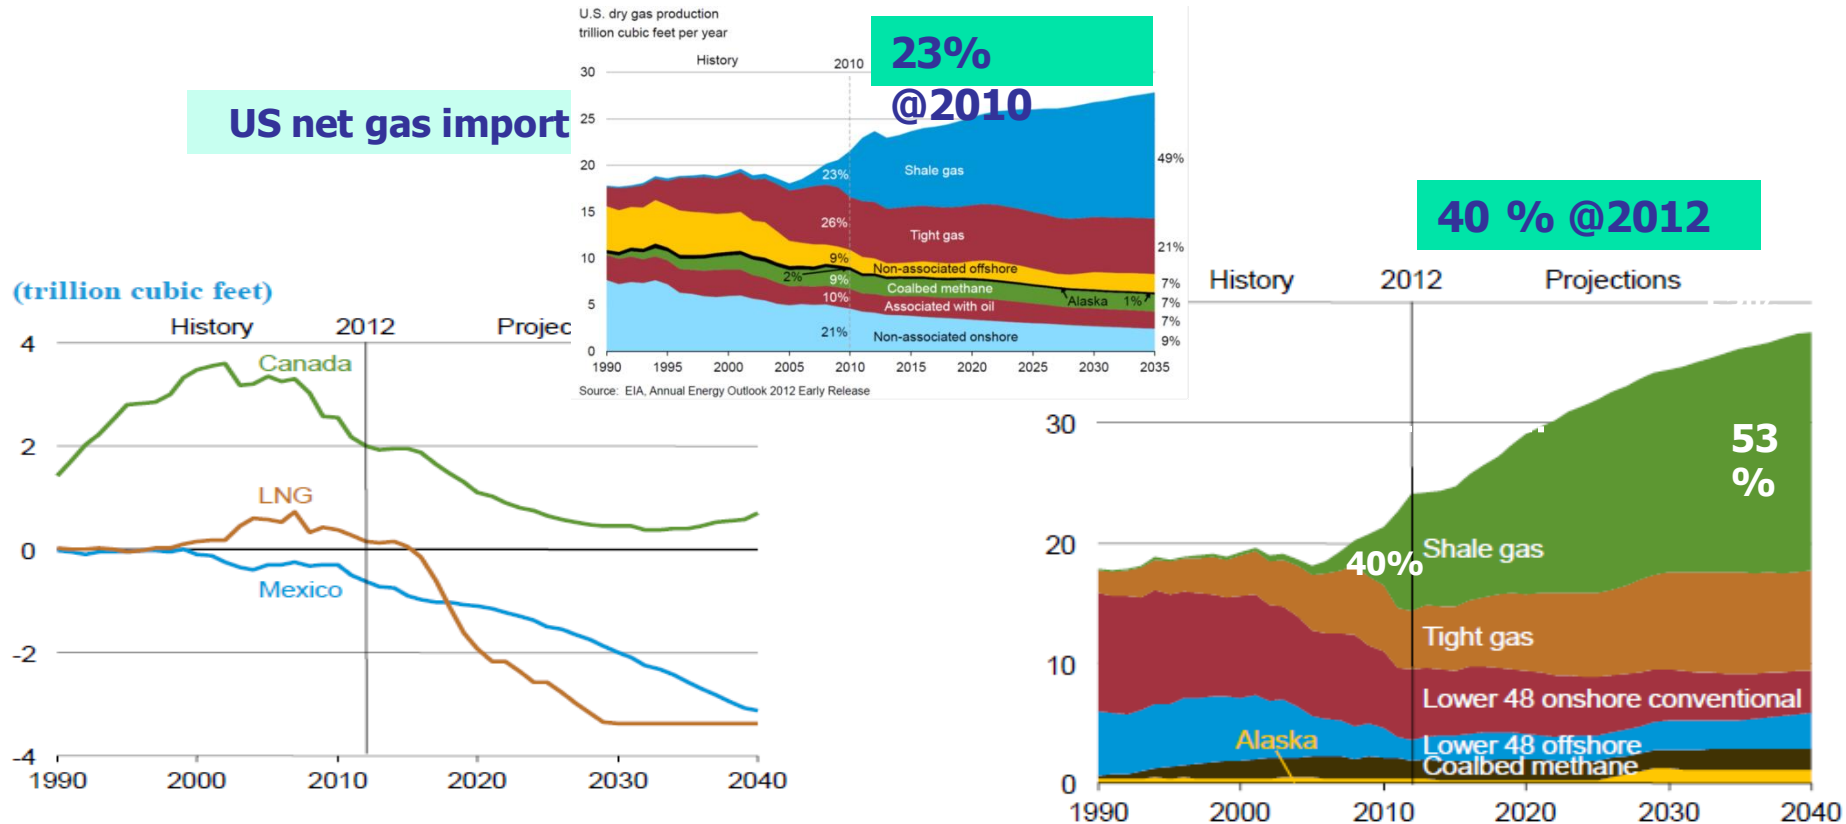 U.S. dry gas production
trillion cubic feet per year
History
2010
23%
@2010
30
25
20
15
10
5
0
23%
Shale gas
49%
26%
Tight gas
21%
9%
Non-associated offshore
7%
2%
9%
Coalbed methane
Alaska
1%
7%
10%
Associated with oil
7%
21%
Non-associated onshore
9%
1990 1995 2000 2005 2010 2015 2020 2025 2030 2035
Source: EIA, Annual Energy Outlook 2012 Early Release
US net gas import
(trillion cubic feet)
History 2012 Projec
4
Canada
2
LNG
0
Mexico
-2
-4
1990 2000 2010 2020 2030 2040
40 % @2012
History 2012 Projections
30
53
%
20
40%
Shale gas
Tight gas
10
Lower 48 onshore conventional
Alaska
Lower 48 offshore
Coalbed methane
0
1990 2000 2010 2020 2030 2040